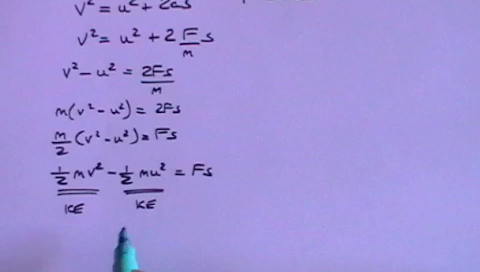 v² = u² + 2as
v² = u² + 2 F/m s
v² - u² = 2Fs/m
m(v² - u²) = 2Fs
m/2 (v² - u²) = Fs
½ mv² - ½ mu² = Fs
KE KE